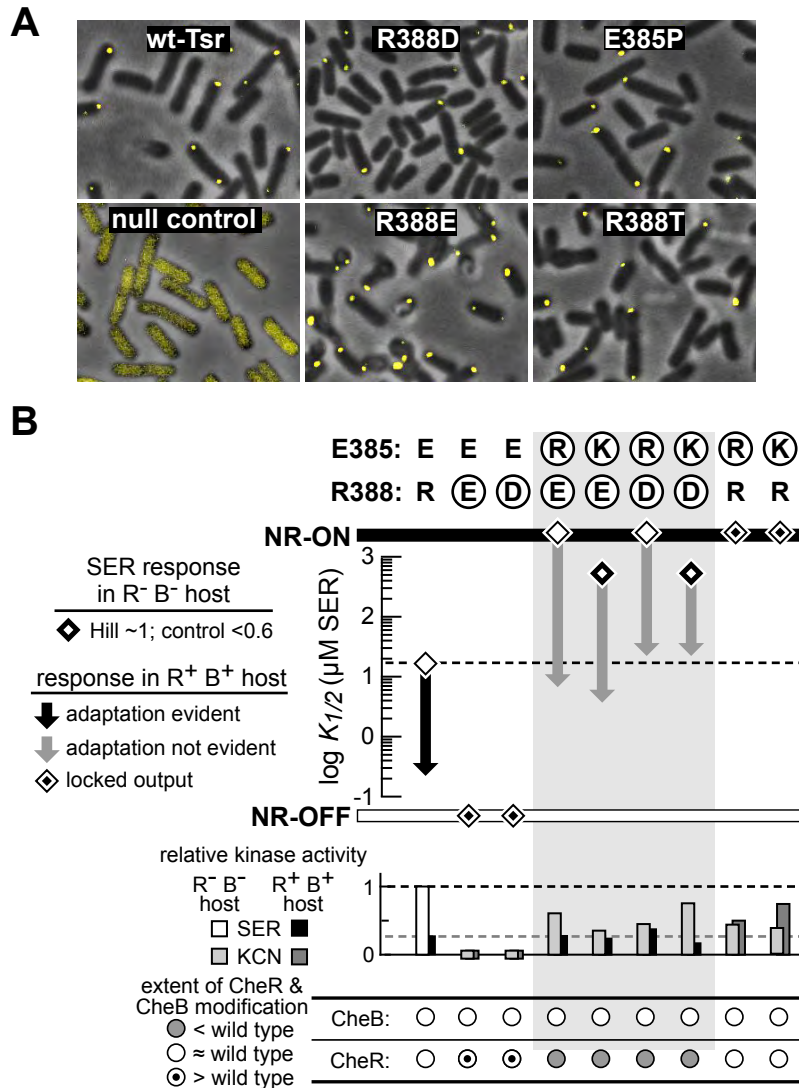 A
wt-Tsr
R388D
E385P
null control
R388E
R388T
B
E385: E E E R K R K R K
R388: R E D E E D D R R
NR-ON
SER response
in R⁻ B⁻ host
Hill ~1; control <0.6
response in R⁺ B⁺ host
adaptation evident
adaptation not evident
locked output
log K1/2 (µM SER)
3
2
1
0
-1
NR-OFF
relative kinase activity
R⁻ B⁻ R⁺ B⁺
host host
SER
KCN
1
0
extent of CheR &
CheB modification
< wild type
≈ wild type
> wild type
CheB:
CheR: